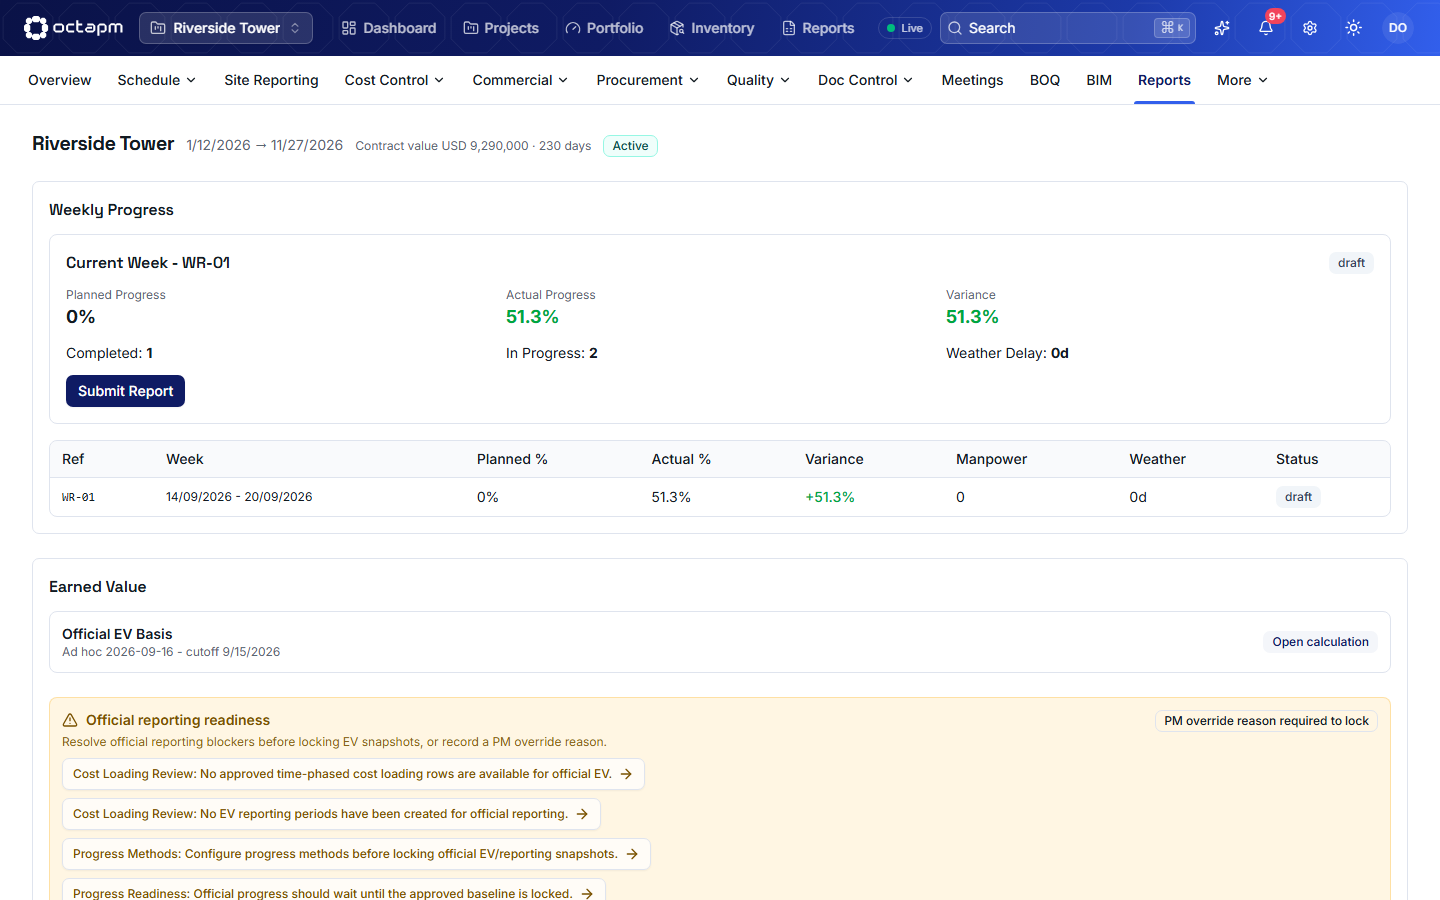 octapm
Riverside Tower
Dashboard
Projects
Portfolio
Inventory
Reports
Live
Search
⌘ K
9+
DO
Overview
Schedule
Site Reporting
Cost Control
Commercial
Procurement
Quality
Doc Control
Meetings
BOQ
BIM
Reports
More
Riverside Tower 1/12/2026 → 11/27/2026 Contract value USD 9,290,000 · 230 days Active
Weekly Progress
Current Week - WR-01 draft
Planned Progress Actual Progress Variance
0% 51.3% 51.3%
Completed: 1 In Progress: 2 Weather Delay: 0d
Submit Report
Ref Week Planned % Actual % Variance Manpower Weather Status
WR-01 14/09/2026 - 20/09/2026 0% 51.3% +51.3% 0 0d draft
Earned Value
Official EV Basis
Ad hoc 2026-09-16 - cutoff 9/15/2026
Open calculation
Official reporting readiness
PM override reason required to lock
Resolve official reporting blockers before locking EV snapshots, or record a PM override reason.
Cost Loading Review: No approved time-phased cost loading rows are available for official EV. →
Cost Loading Review: No EV reporting periods have been created for official reporting. →
Progress Methods: Configure progress methods before locking official EV/reporting snapshots. →
Progress Readiness: Official progress should wait until the approved baseline is locked. →